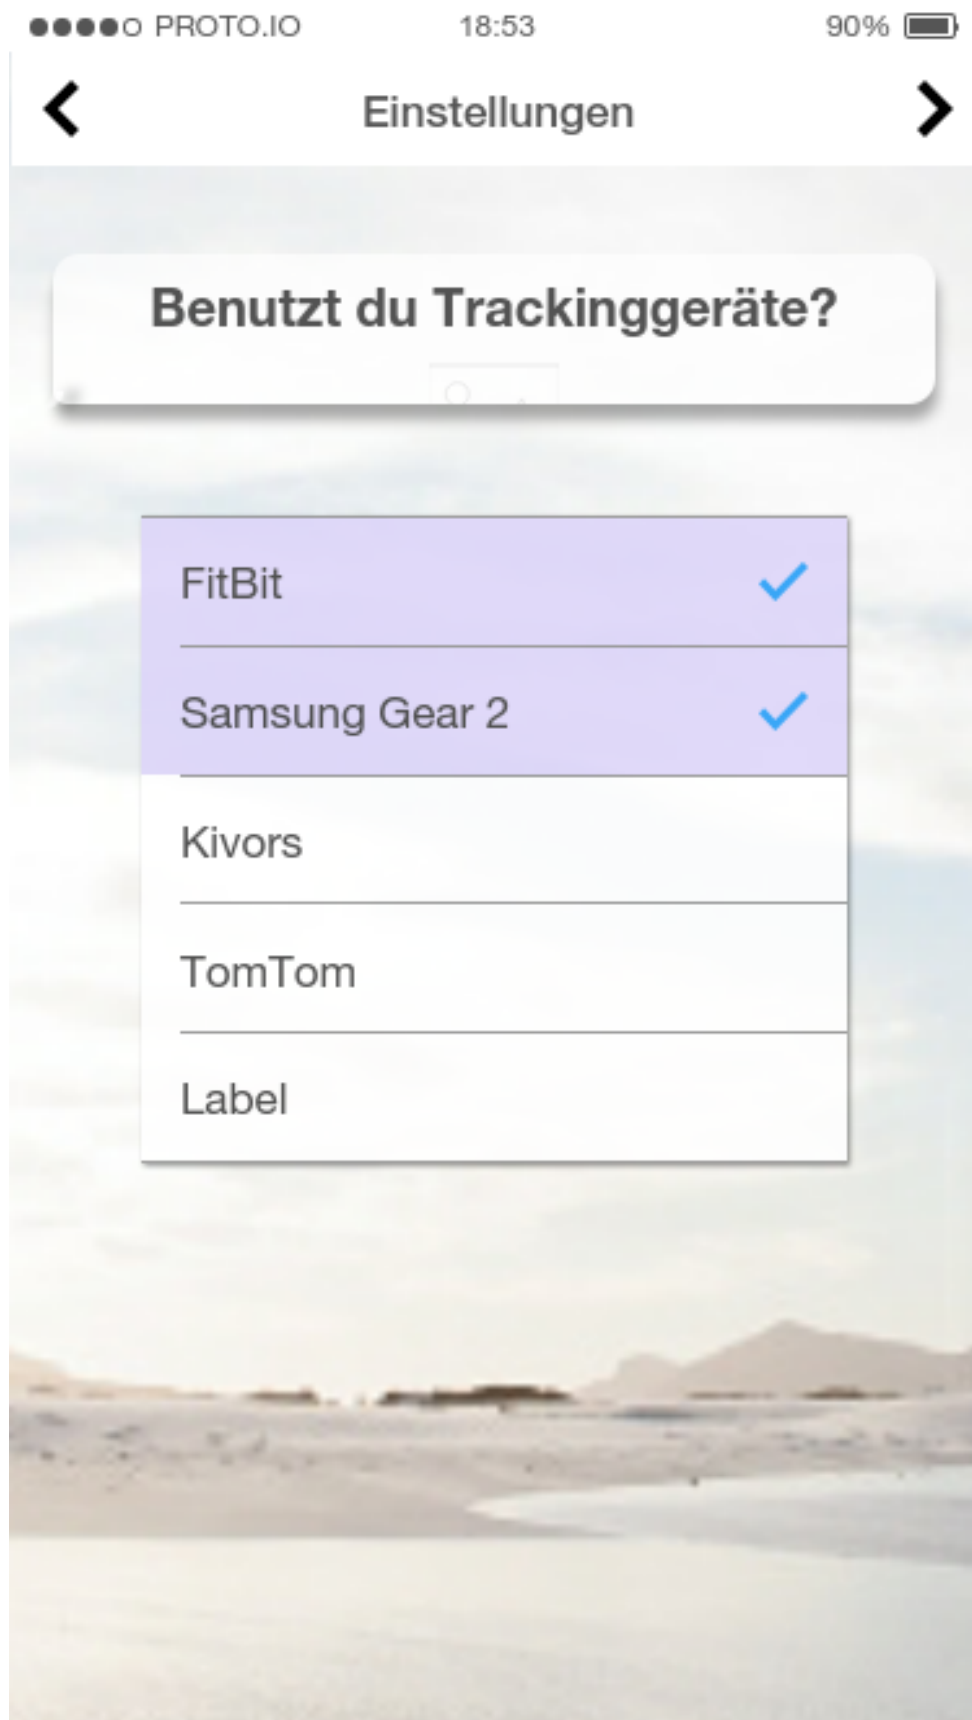 PROTO.IO 18:53 90%
Einstellungen
Benutzt du Trackinggeräte?
FitBit
Samsung Gear 2
Kivors
TomTom
Label